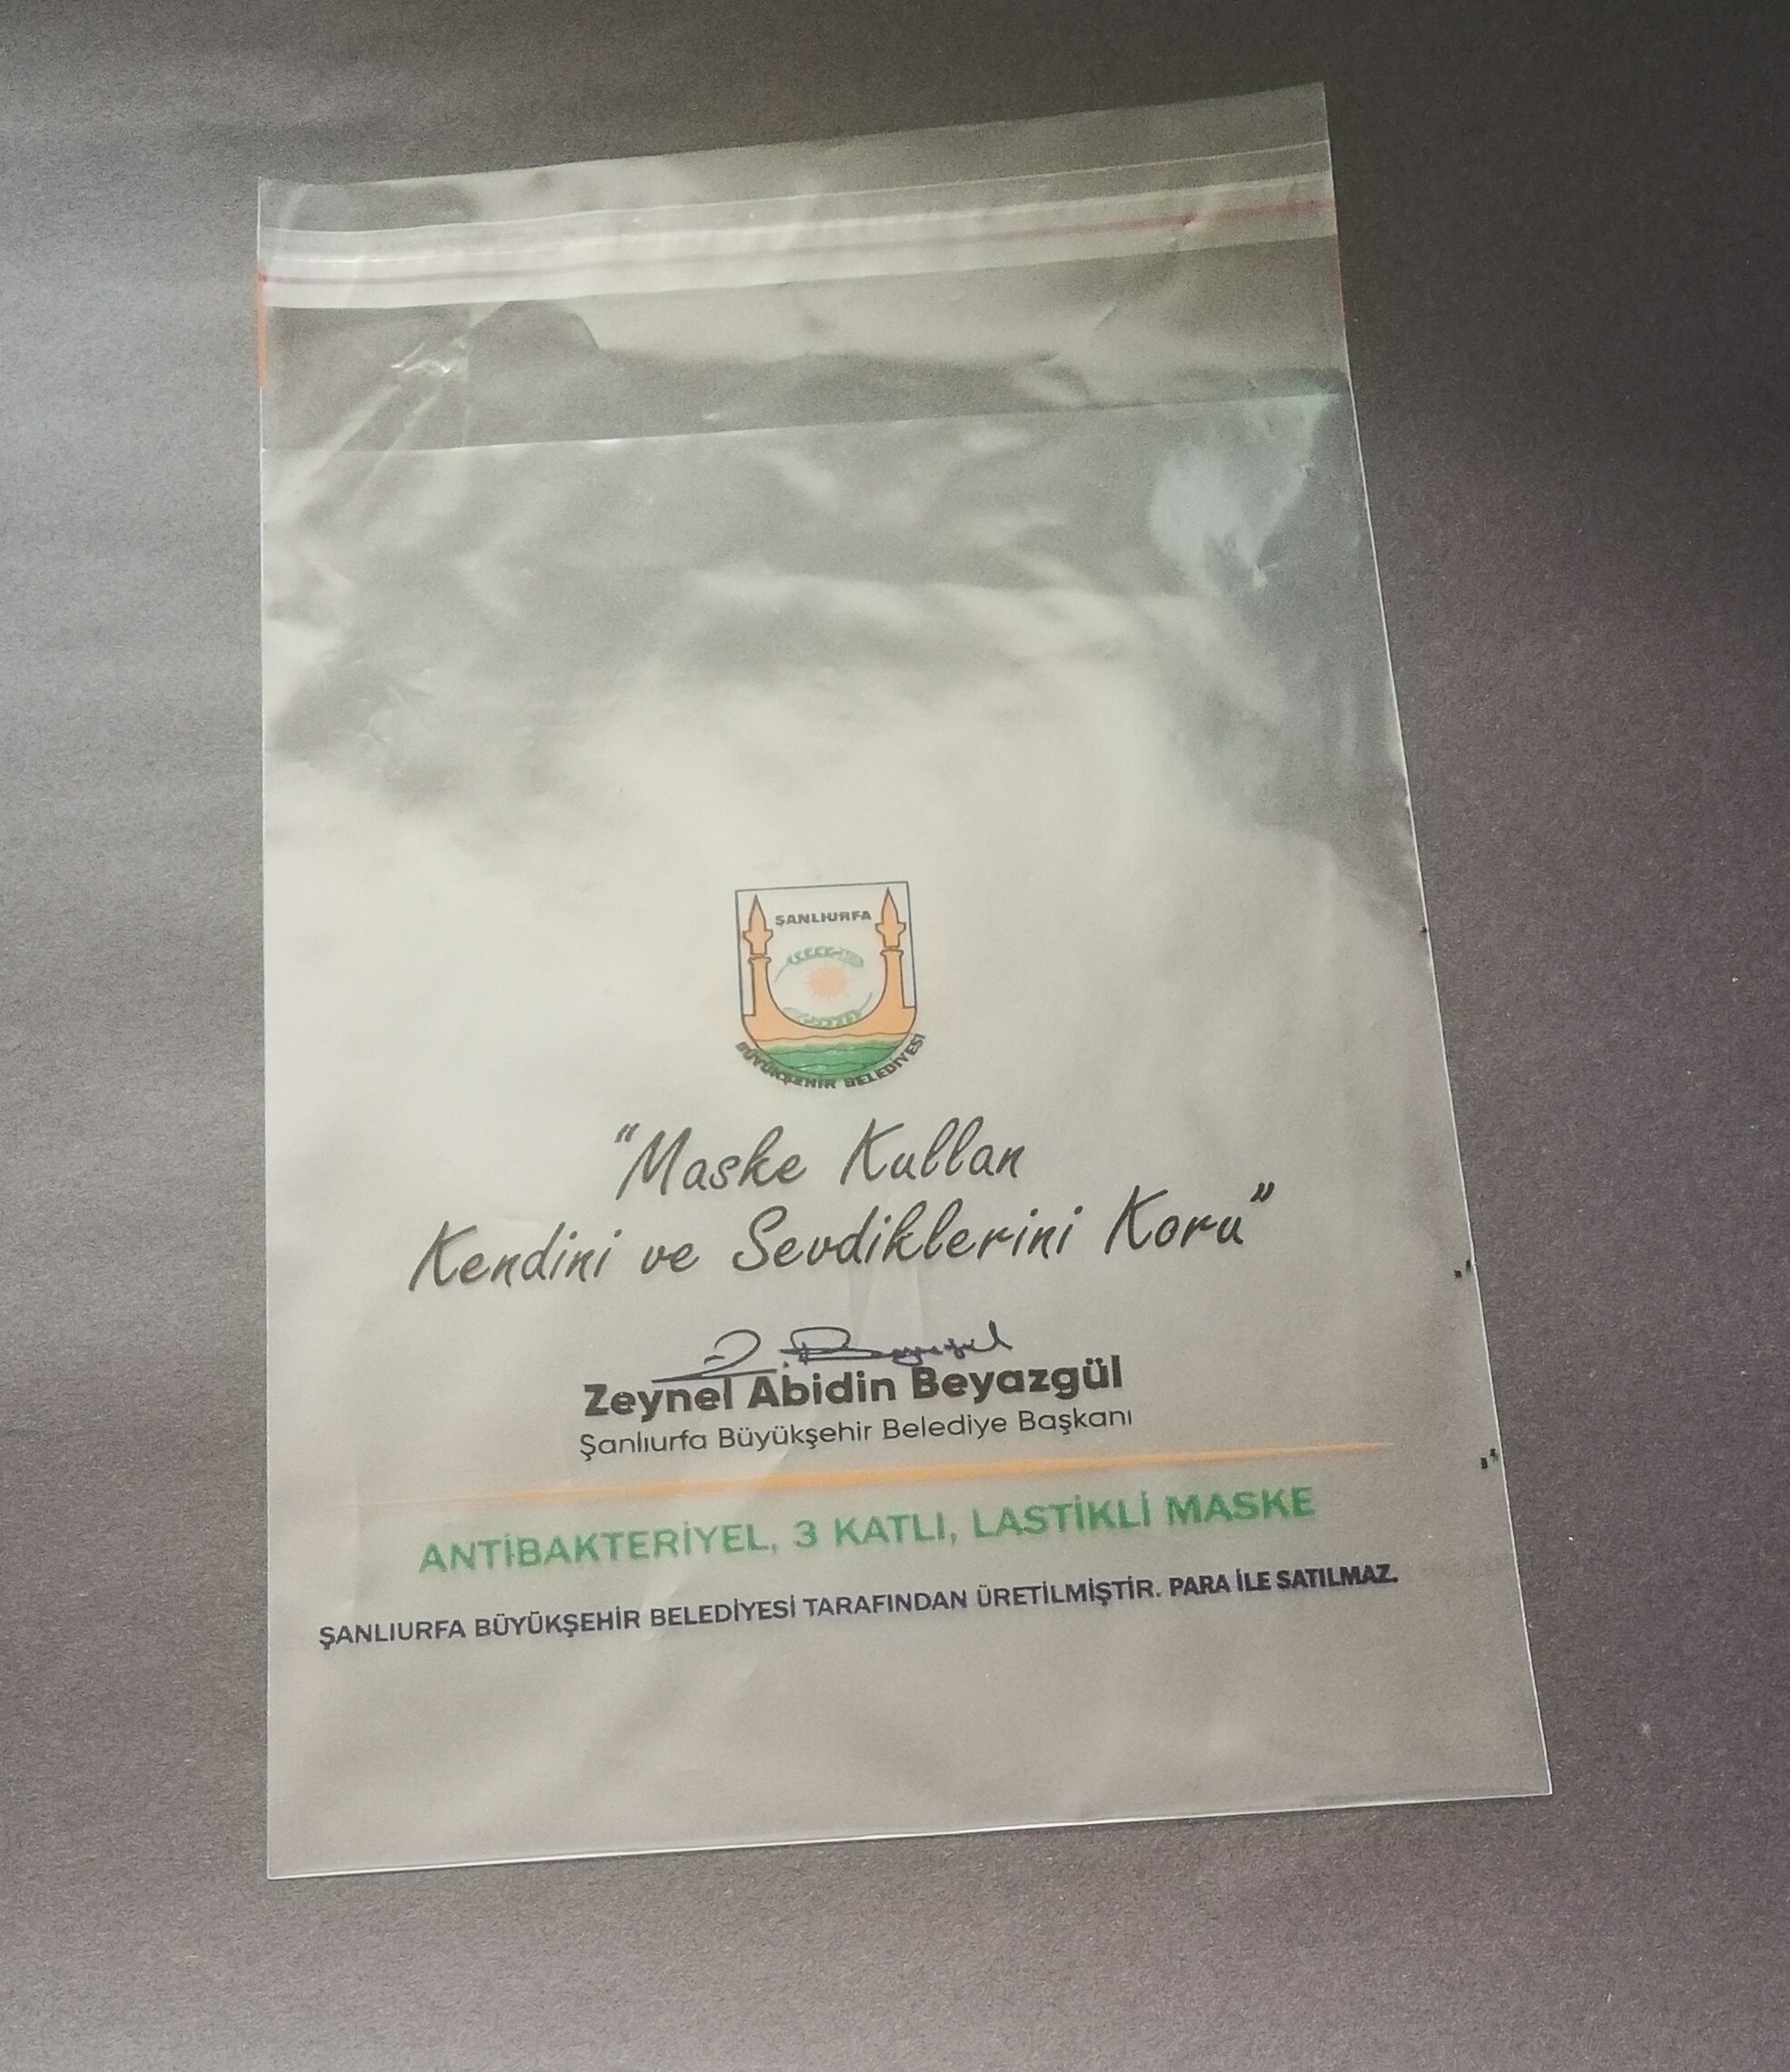 ŞANLIURFA
BÜYÜKŞEHİR BELEDİYESİ
"Maske Kullan
Kendini ve Sevdiklerini Koru"
Zeynel Abidin Beyazgül
Şanlıurfa Büyükşehir Belediye Başkanı
ANTİBAKTERİYEL, 3 KATLI, LASTİKLİ MASKE
ŞANLIURFA BÜYÜKŞEHİR BELEDİYESİ TARAFINDAN ÜRETİLMİŞTİR. PARA İLE SATILMAZ.